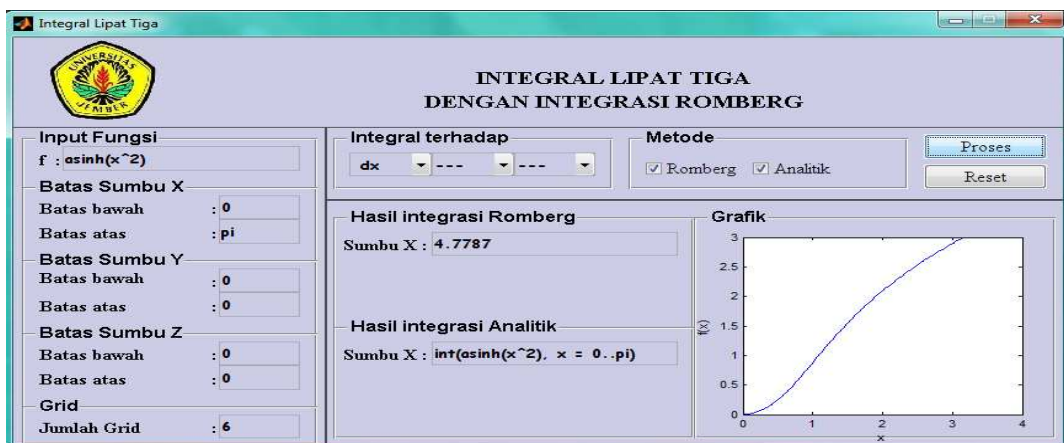 Integral Lipat Tiga
UNIVERSITAS
JEMBER
INTEGRAL LIPAT TIGA
DENGAN INTEGRASI ROMBERG
Input Fungsi
f : asinh(x^2)
Batas Sumbu X
Batas bawah : 0
Batas atas : pi
Batas Sumbu Y
Batas bawah : 0
Batas atas : 0
Batas Sumbu Z
Batas bawah : 0
Batas atas : 0
Grid
Jumlah Grid : 6
Integral terhadap
dx --- ---
Metode
Romberg Analitik
Proses
Reset
Hasil integrasi Romberg
Sumbu X : 4.7787
Hasil integrasi Analitik
Sumbu X : int(asinh(x^2), x = 0..pi)
Grafik
3
2.5
2
1.5
1
0.5
0
f(x)
0 1 2 3 4
x